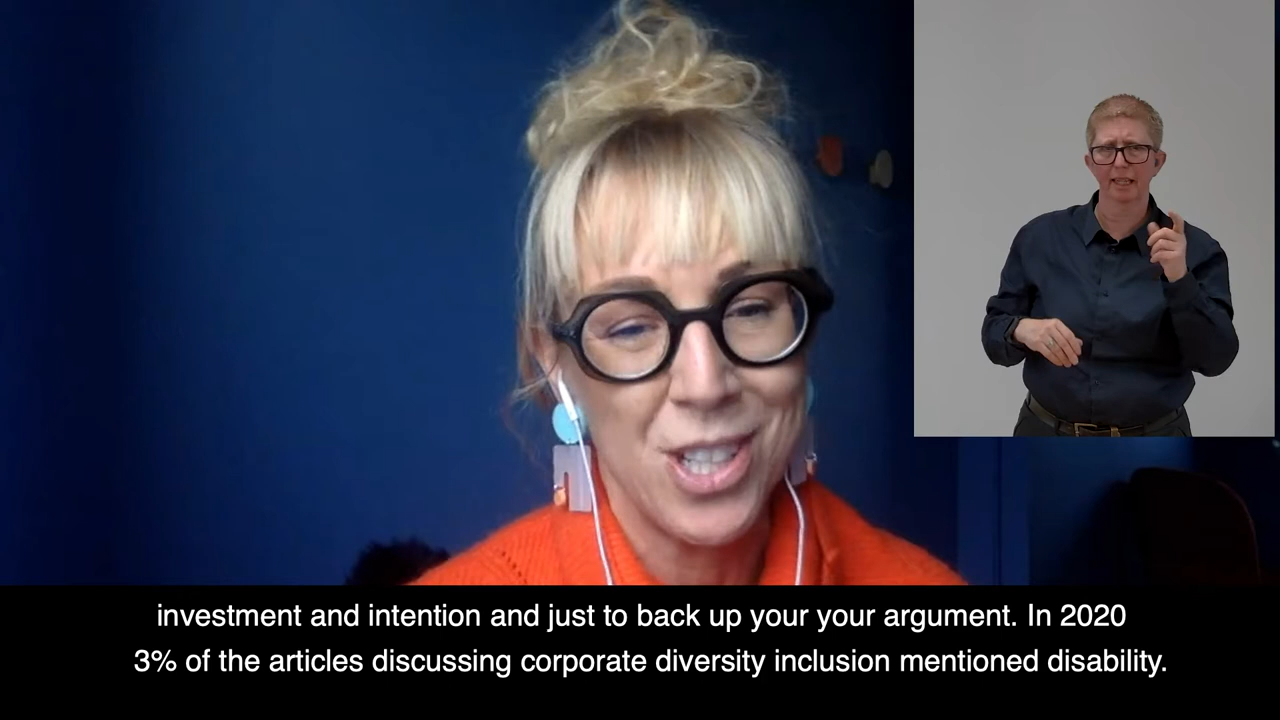 investment and intention and just to back up your your argument. In 2020
3% of the articles discussing corporate diversity inclusion mentioned disability.